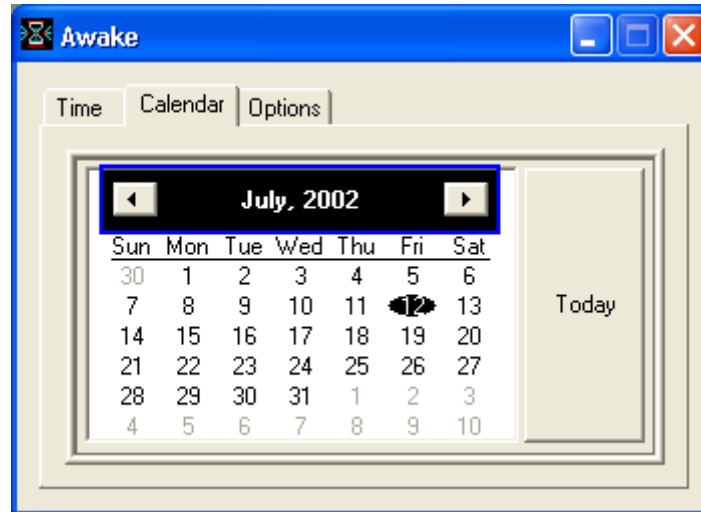 Awake
Time Calendar Options
July, 2002
Sun Mon Tue Wed Thu Fri Sat
30 1 2 3 4 5 6
7 8 9 10 11 12 13
14 15 16 17 18 19 20
21 22 23 24 25 26 27
28 29 30 31 1 2 3
4 5 6 7 8 9 10
Today